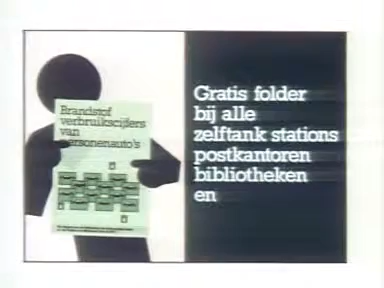 Brandstof
verbruikscijfers
van
personenauto's
Gratis folder
bij alle
zelftank stations
postkantoren
bibliotheken
en